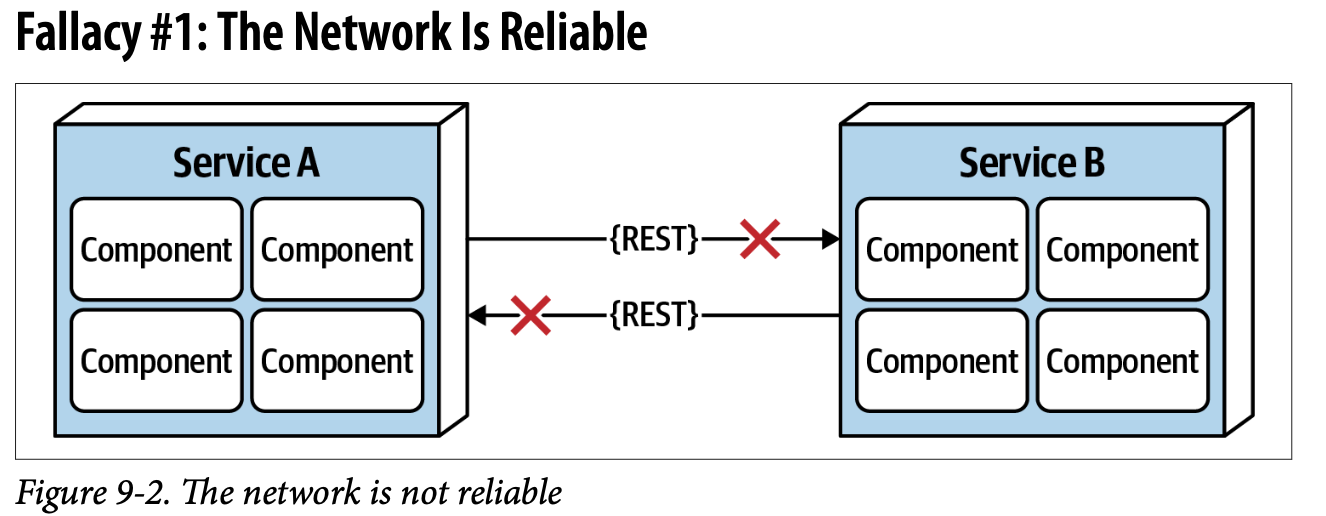 Fallacy #1: The Network Is Reliable
Service A
Component Component
Component Component
{REST}
{REST}
Service B
Component Component
Component Component
Figure 9-2. The network is not reliable